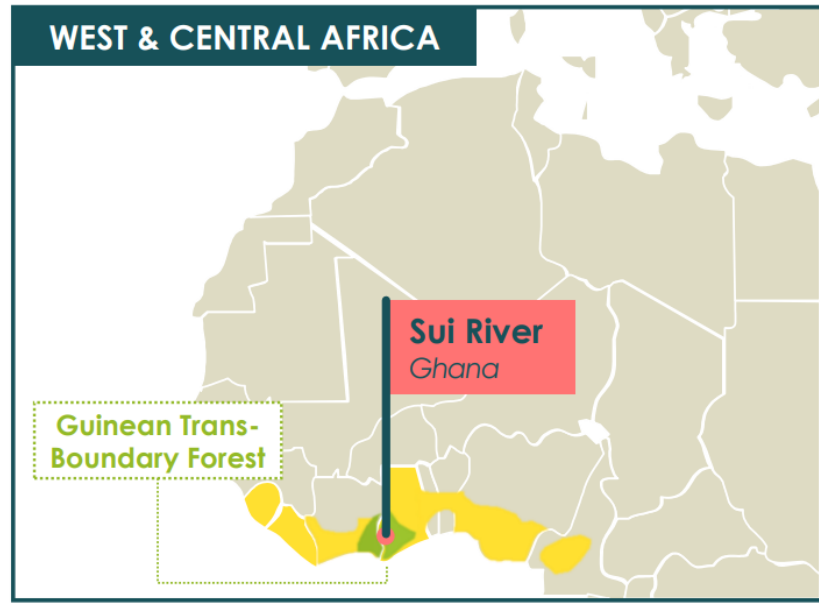 WEST & CENTRAL AFRICA
Sui River
Ghana
Guinean Trans-
Boundary Forest